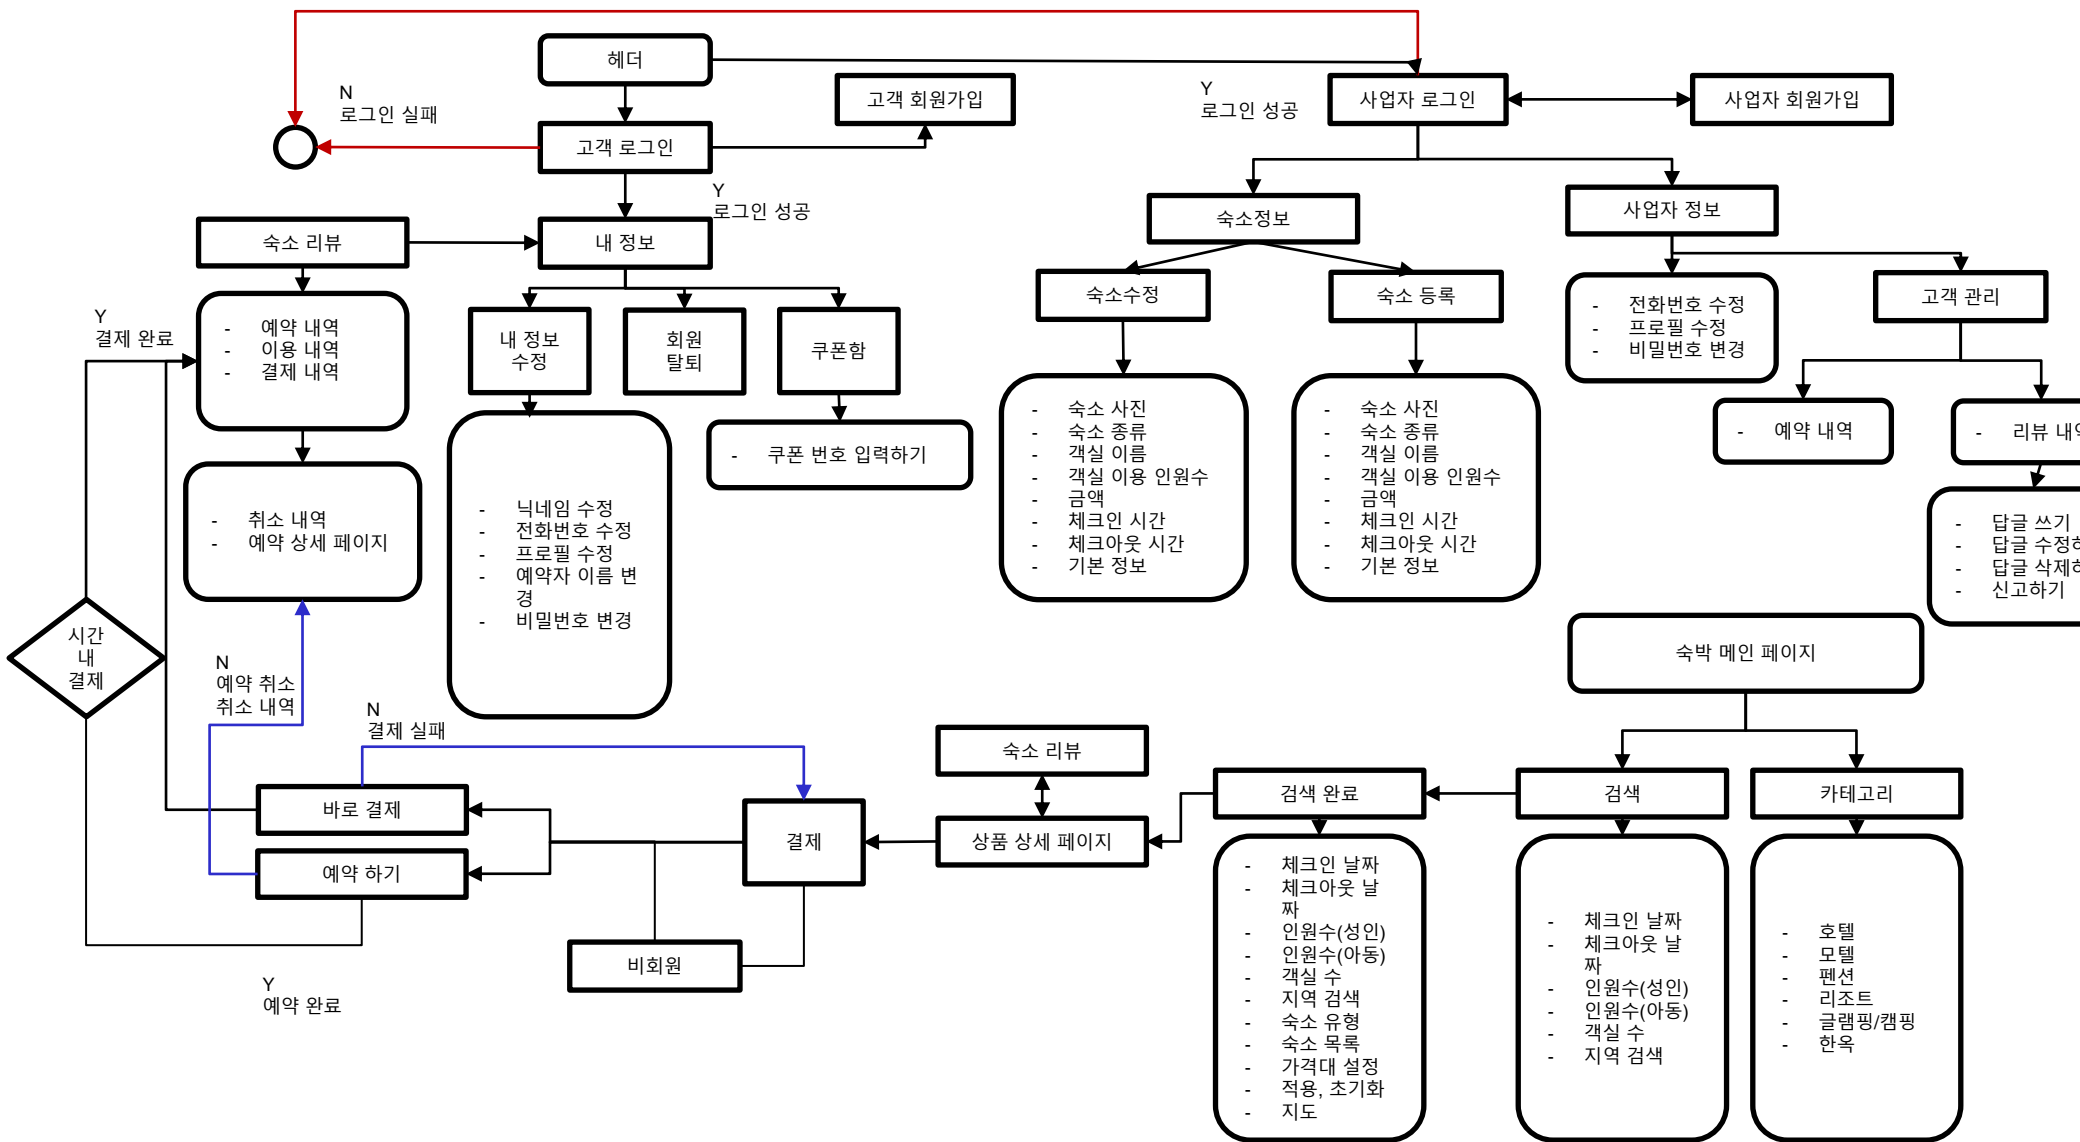 헤더
N
로그인 실패
고객 로그인
고객 회원가입
Y
로그인 성공
사업자 로그인
사업자 회원가입
Y
로그인 성공
숙소 리뷰
내 정보
숙소정보
사업자 정보
Y
결제 완료
- 예약 내역
- 이용 내역
- 결제 내역
내 정보
수정
회원
탈퇴
쿠폰함
숙소수정
숙소 등록
- 전화번호 수정
- 프로필 수정
- 비밀번호 변경
고객 관리
- 취소 내역
- 예약 상세 페이지
- 닉네임 수정
- 전화번호 수정
- 프로필 수정
- 예약자 이름 변
경
- 비밀번호 변경
- 쿠폰 번호 입력하기
- 숙소 사진
- 숙소 종류
- 객실 이름
- 객실 이용 인원수
- 금액
- 체크인 시간
- 체크아웃 시간
- 기본 정보
- 숙소 사진
- 숙소 종류
- 객실 이름
- 객실 이용 인원수
- 금액
- 체크인 시간
- 체크아웃 시간
- 기본 정보
- 예약 내역
- 리뷰 내
- 답글 쓰기
- 답글 수정
- 답글 삭제
- 신고하기
시간
내
결제
N
예약 취소
취소 내역
N
결제 실패
숙박 메인 페이지
숙소 리뷰
바로 결제
예약 하기
결제
상품 상세 페이지
검색 완료
검색
카테고리
비회원
Y
예약 완료
- 체크인 날짜
- 체크아웃 날
짜
- 인원수(성인)
- 인원수(아동)
- 객실 수
- 지역 검색
- 숙소 유형
- 숙소 목록
- 가격대 설정
- 적용, 초기화
- 지도
- 체크인 날짜
- 체크아웃 날
짜
- 인원수(성인)
- 인원수(아동)
- 객실 수
- 지역 검색
- 호텔
- 모텔
- 펜션
- 리조트
- 글램핑/캠핑
- 한옥